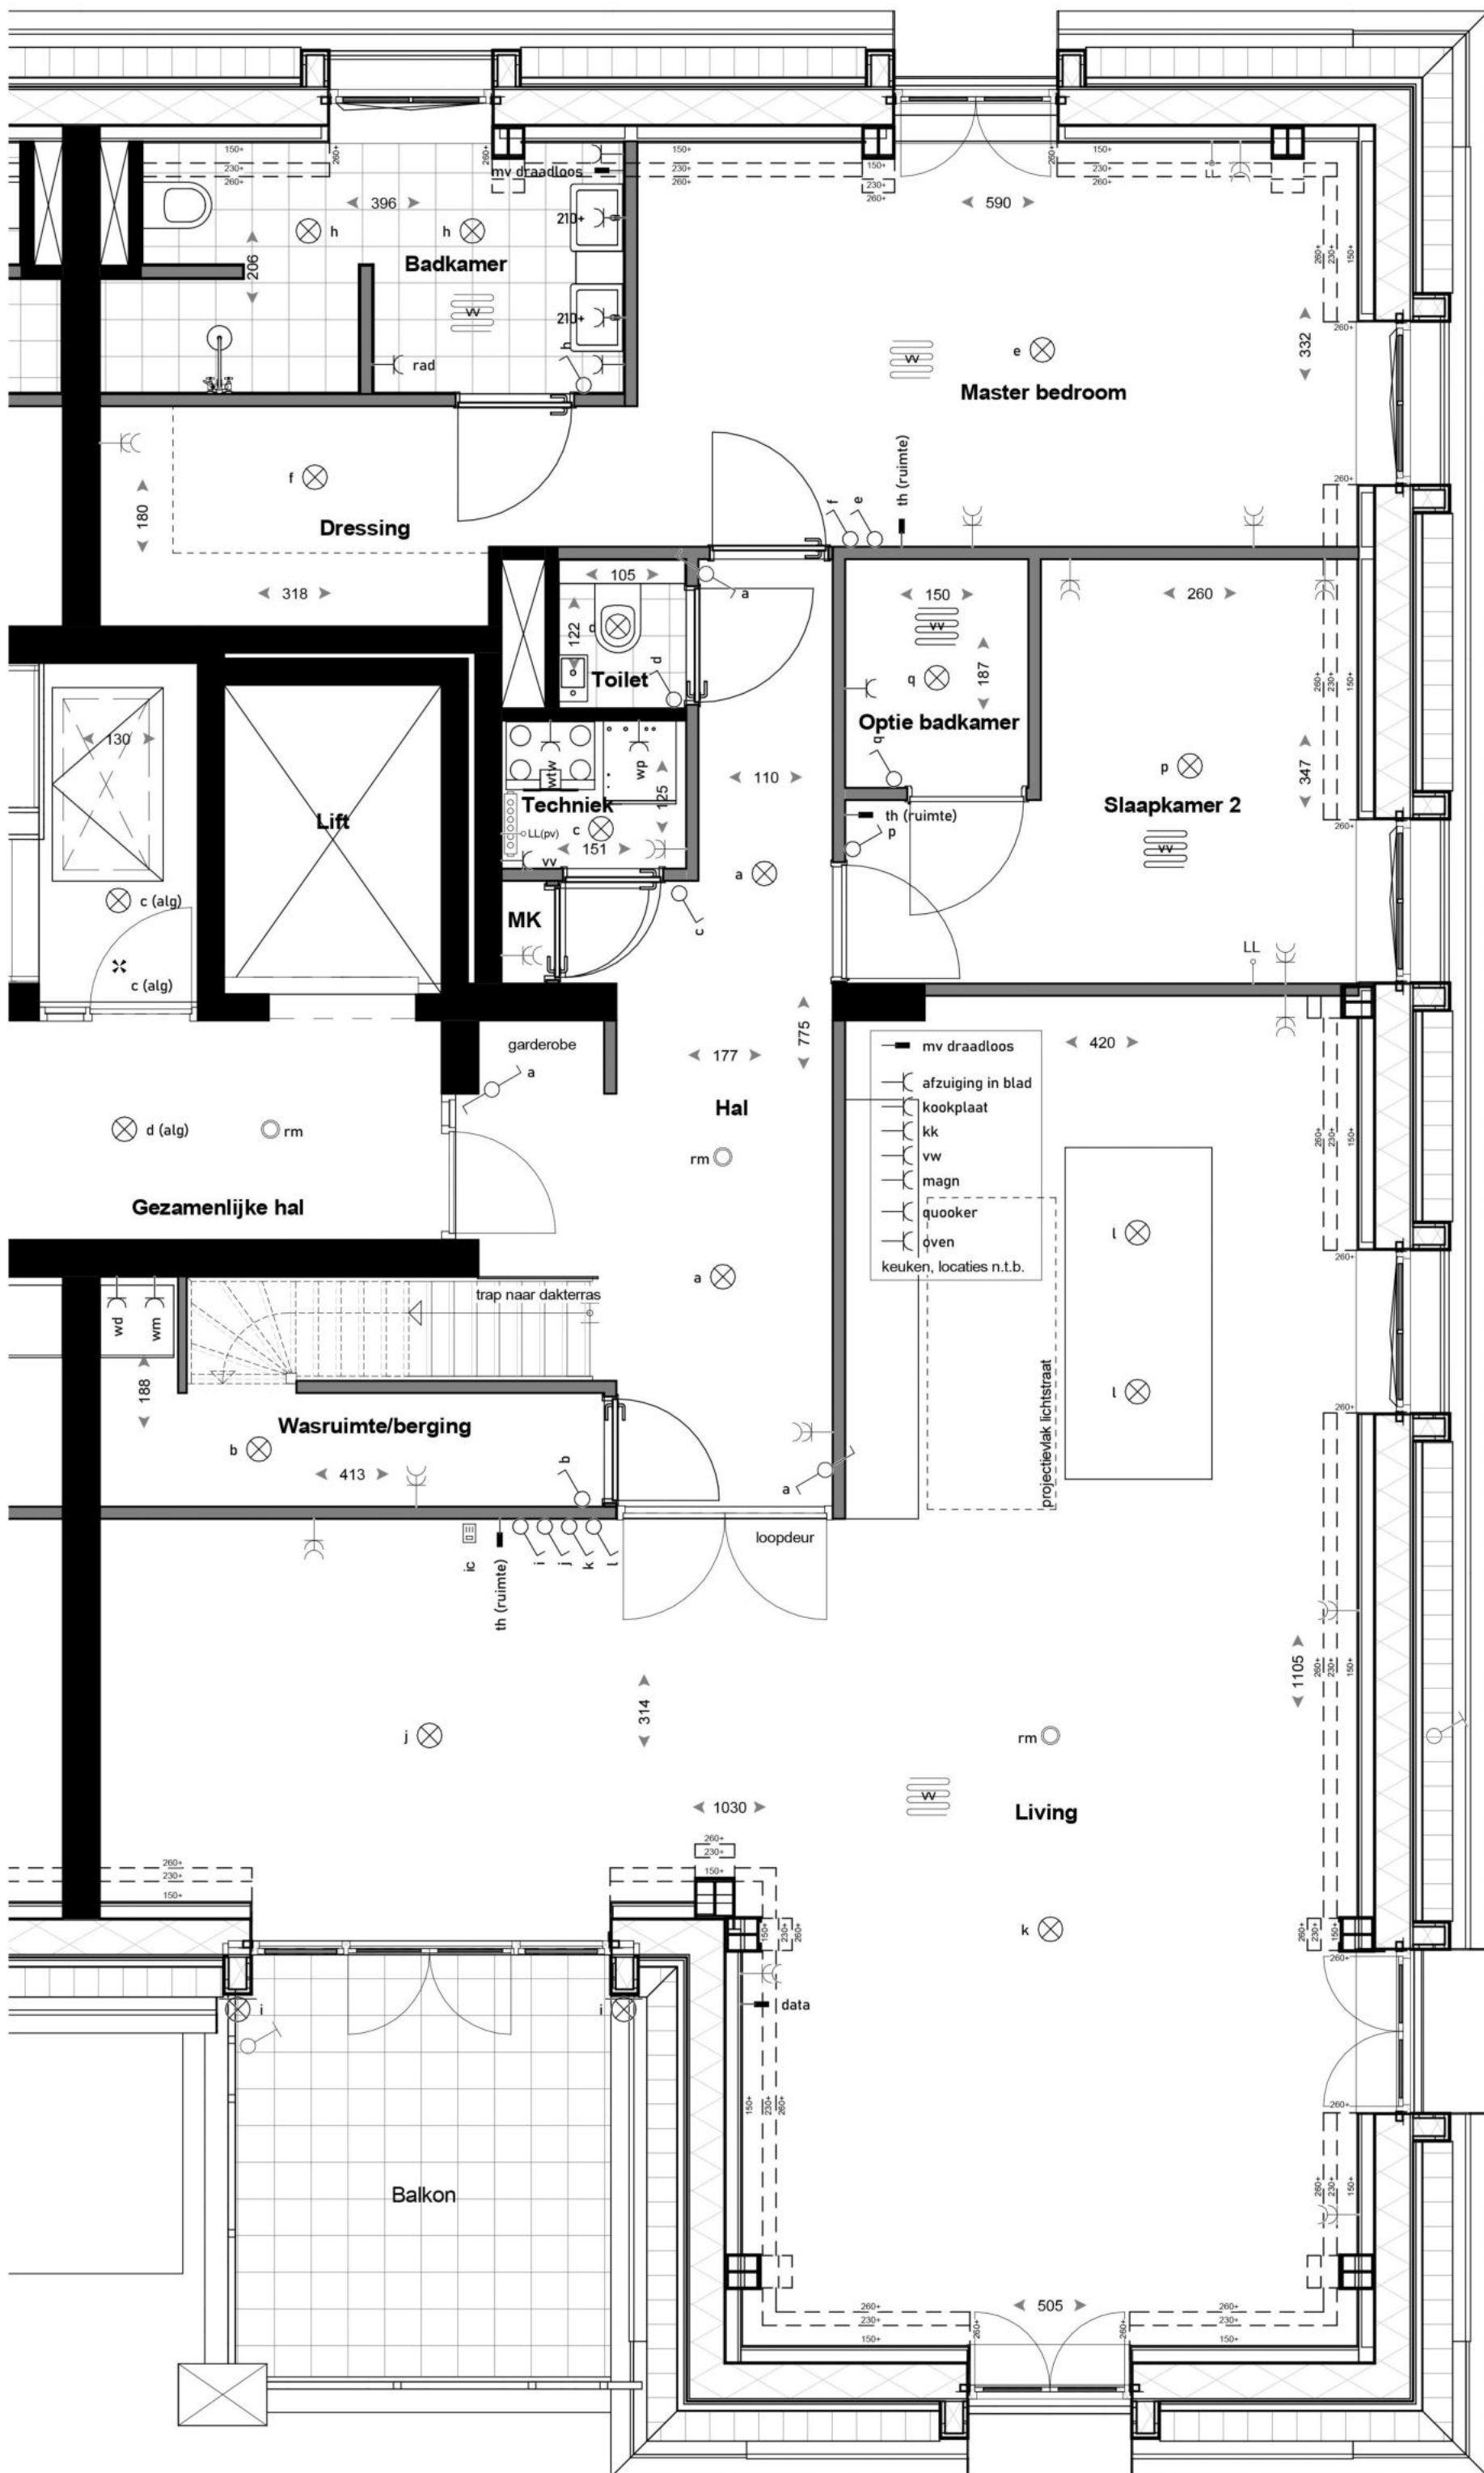 150+
230+
260+
260+
260+
mv draadloos
150+
230+
260+
150+
230+
260+
260+
150+
230+
260+
LL
396
590
206
h
h
210+
Badkamer
vv
260+
230+
150+
210+
h
rad
260+
332
e
vv
Master bedroom
f
180
Dressing
318
f
e
th (ruimte)
260+
260+
230+
150+
105
122
d
Toilet
d
a
150
vv
187
q
Optie badkamer
q
260
p
347
Slaapkamer 2
vv
260+
130
Lift
wtw
wp
Techniek
125
LL(pv)
c
151
vv
110
a
th (ruimte)
p
c (alg)
c (alg)
MK
c
LL
garderobe
a
177
775
Hal
mv draadloos
afzuiging in blad
kookplaat
kk
vw
magn
quooker
oven
keuken, locaties n.t.b.
420
260+
230+
150+
d (alg)
rm
rm
Gezamenlijke hal
l
260+
a
trap naar dakterras
wd
wm
188
projectievlak lichtstraat
l
260+
Wasruimte/berging
b
413
b
a
loopdeur
ic
th (ruimte)
i
j
k
l
1105
260+
230+
150+
314
j
rm
vv
1030
Living
260+
230+
150+
260+
230+
150+
k
150+
230+
260+
260+
230+
150+
260+
i
i
data
150+
230+
260+
260+
260+
230+
150+
Balkon
505
260+
230+
150+
260+
260+
260+
230+
150+